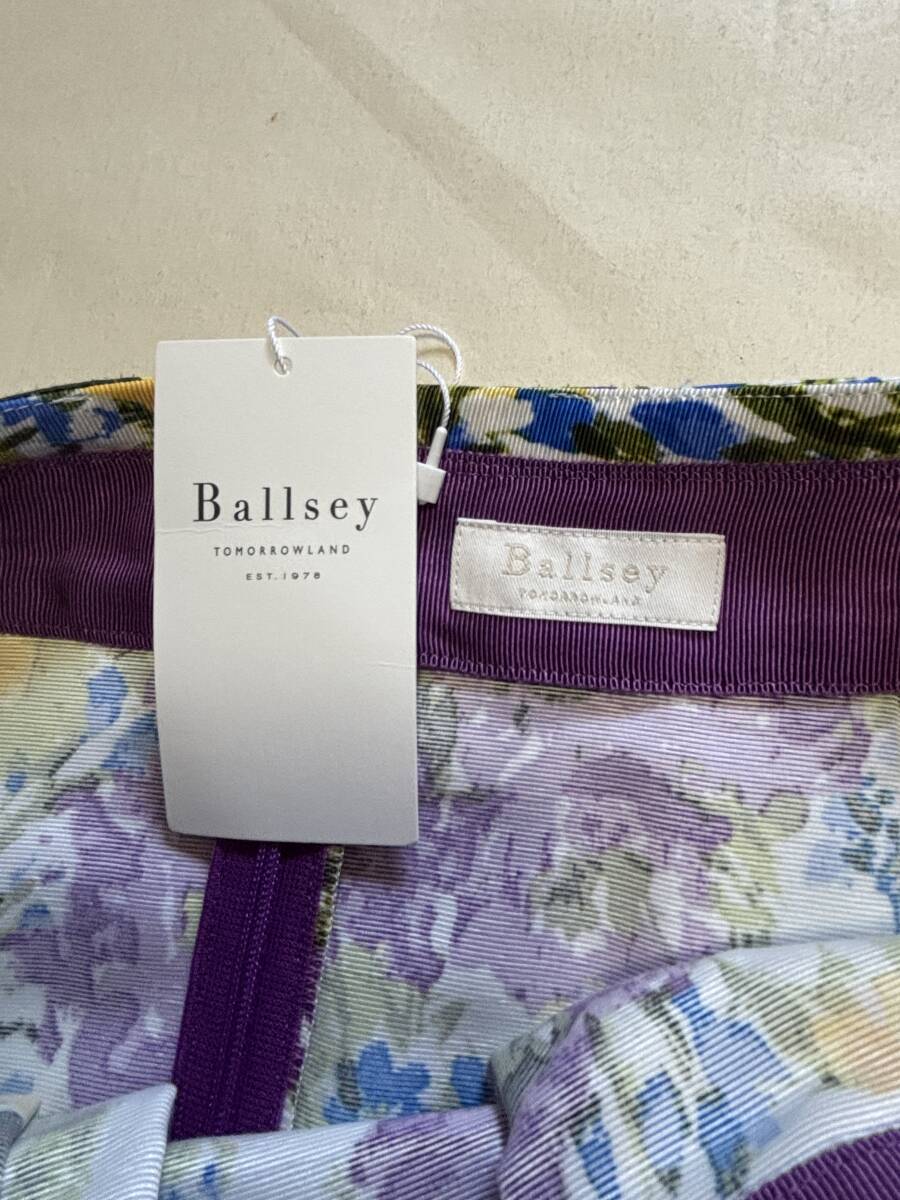 Ballsey
TOMORROWLAND
EST. 1978
Ballsey
TOMORROWLAND